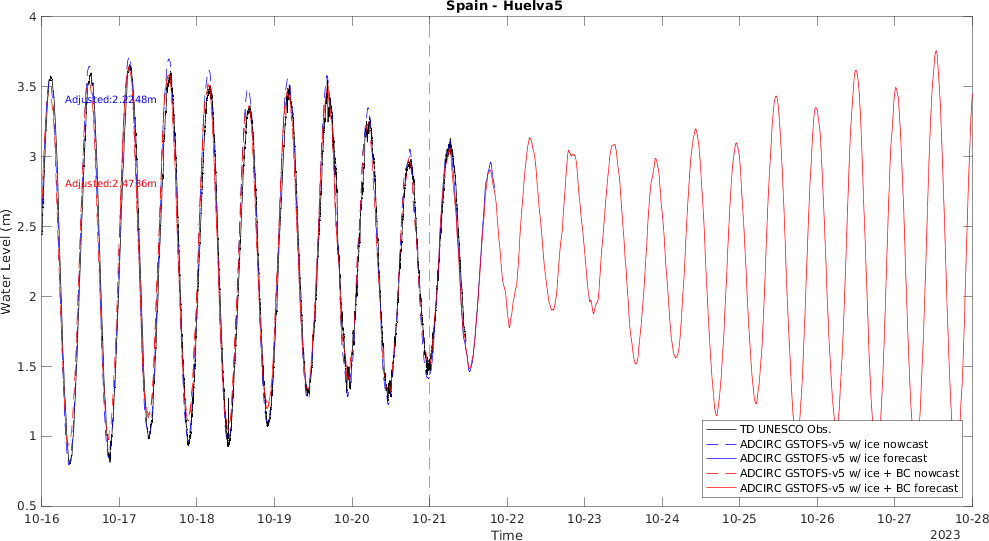 Spain - Huelva5
4
3.5
3
2.5
2
1.5
1
0.5
Water Level (m)
Adjusted:2.2248m
Adjusted:2.4786m
TD UNESCO Obs.
ADCIRC GSTOFS-v5 w/ ice nowcast
ADCIRC GSTOFS-v5 w/ ice forecast
ADCIRC GSTOFS-v5 w/ ice + BC nowcast
ADCIRC GSTOFS-v5 w/ ice + BC forecast
10-16 10-17 10-18 10-19 10-20 10-21 10-22 10-23 10-24 10-25 10-26 10-27 10-28
Time
2023